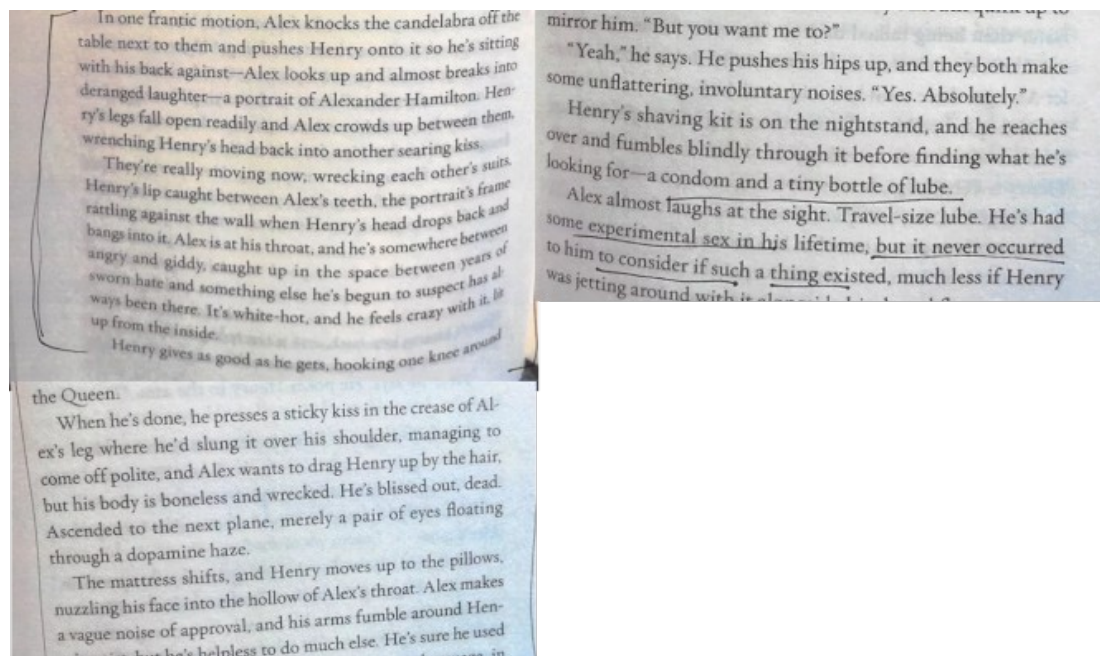 In one frantic motion, Alex knocks the candelabra off the
table next to them and pushes Henry onto it so he's sitting
with his back against—Alex looks up and almost breaks into
deranged laughter—a portrait of Alexander Hamilton. Hen-
ry's legs fall open readily and Alex crowds up between them,
wrenching Henry's head back into another searing kiss.
They're really moving now, wrecking each other's suits,
Henry's lip caught between Alex's teeth, the portrait's frame
rattling against the wall when Henry's head drops back and
bangs into it. Alex is at his throat, and he's somewhere between
angry and giddy, caught up in the space between years of
sworn hate and something else he's begun to suspect has al-
ways been there. It's white-hot, and he feels crazy with it, lit
up from the inside.
Henry gives as good as he gets, hooking one knee around
mirror him. "But you want me to?"
"Yeah," he says. He pushes his hips up, and they both make
some unflattering, involuntary noises. "Yes. Absolutely."
Henry's shaving kit is on the nightstand, and he reaches
over and fumbles blindly through it before finding what he's
looking for—a condom and a tiny bottle of lube.
Alex almost laughs at the sight. Travel-size lube. He's had
some experimental sex in his lifetime, but it never occurred
to him to consider if such a thing existed, much less if Henry
was jetting around with it
the Queen.
When he's done, he presses a sticky kiss in the crease of Al-
ex's leg where he'd slung it over his shoulder, managing to
come off polite, and Alex wants to drag Henry up by the hair,
but his body is boneless and wrecked. He's blissed out, dead.
Ascended to the next plane, merely a pair of eyes floating
through a dopamine haze.
The mattress shifts, and Henry moves up to the pillows,
nuzzling his face into the hollow of Alex's throat. Alex makes
a vague noise of approval, and his arms fumble around Hen-
but he's helpless to do much else. He's sure he used